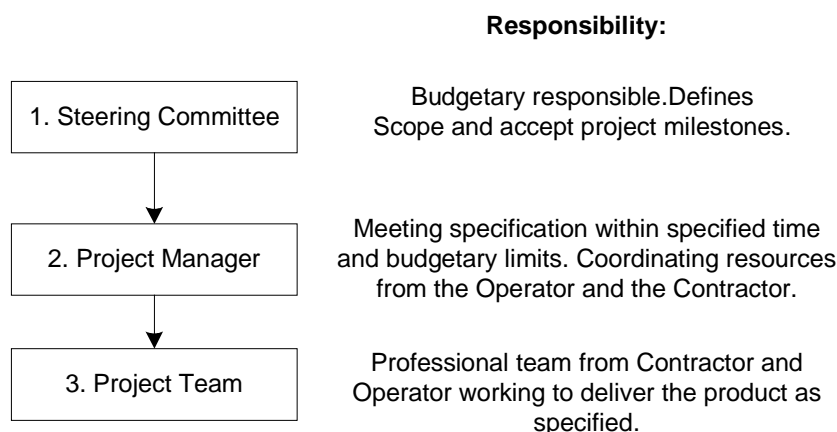 Responsibility:
1. Steering Committee
Budgetary responsible.Defines
Scope and accept project milestones.
2. Project Manager
Meeting specification within specified time
and budgetary limits. Coordinating resources
from the Operator and the Contractor.
3. Project Team
Professional team from Contractor and
Operator working to deliver the product as
specified.